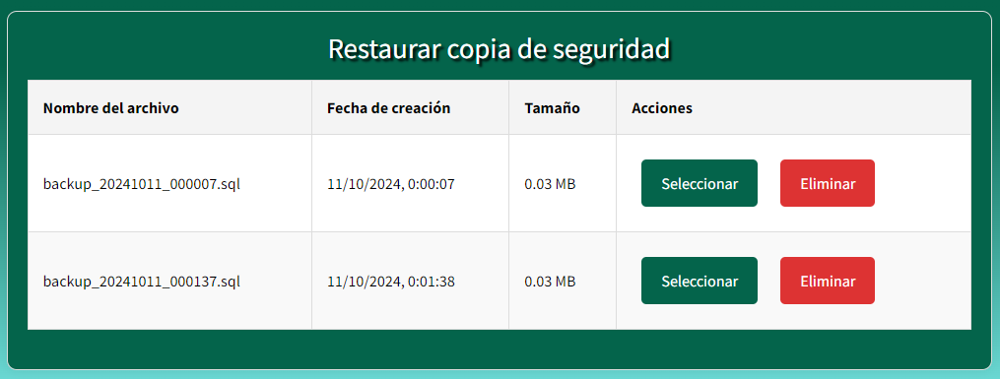 Restaurar copia de seguridad
Nombre del archivo Fecha de creación Tamaño Acciones
backup_20241011_000007.sql 11/10/2024, 0:00:07 0.03 MB Seleccionar Eliminar
backup_20241011_000137.sql 11/10/2024, 0:01:38 0.03 MB Seleccionar Eliminar